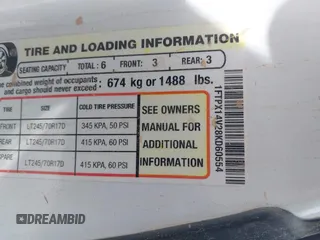 TIRE AND LOADING INFORMATION
SEATING CAPACITY TOTAL: 6 FRONT: 3 REAR: 3
The combined weight of occupants
and cargo should never exceed 674 kg or 1488 lbs.
TIRE SIZE COLD TIRE PRESSURE
FRONT LT245/70R17D 345 KPA, 50 PSI
REAR LT245/70R17D 415 KPA, 60 PSI
SPARE LT245/70R17D 415 KPA, 60 PSI
SEE OWNERS
MANUAL FOR
ADDITIONAL
INFORMATION
1FTPX14V28KD60554
AUTOBIDMASTER